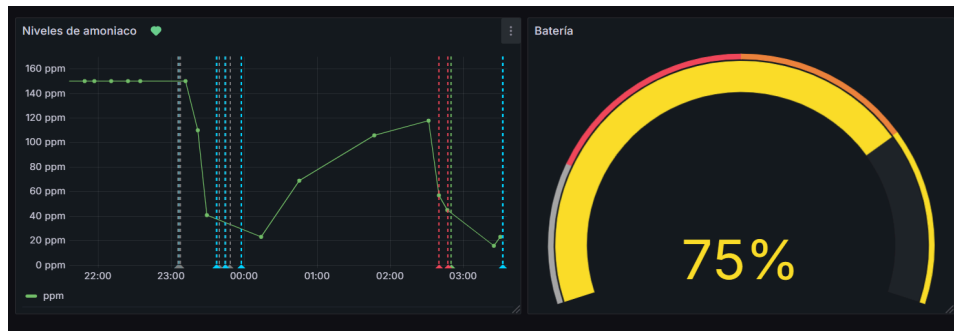 Niveles de amoniaco
160 ppm
140 ppm
120 ppm
100 ppm
80 ppm
60 ppm
40 ppm
20 ppm
0 ppm
22:00 23:00 00:00 01:00 02:00 03:00
ppm
Batería
75%